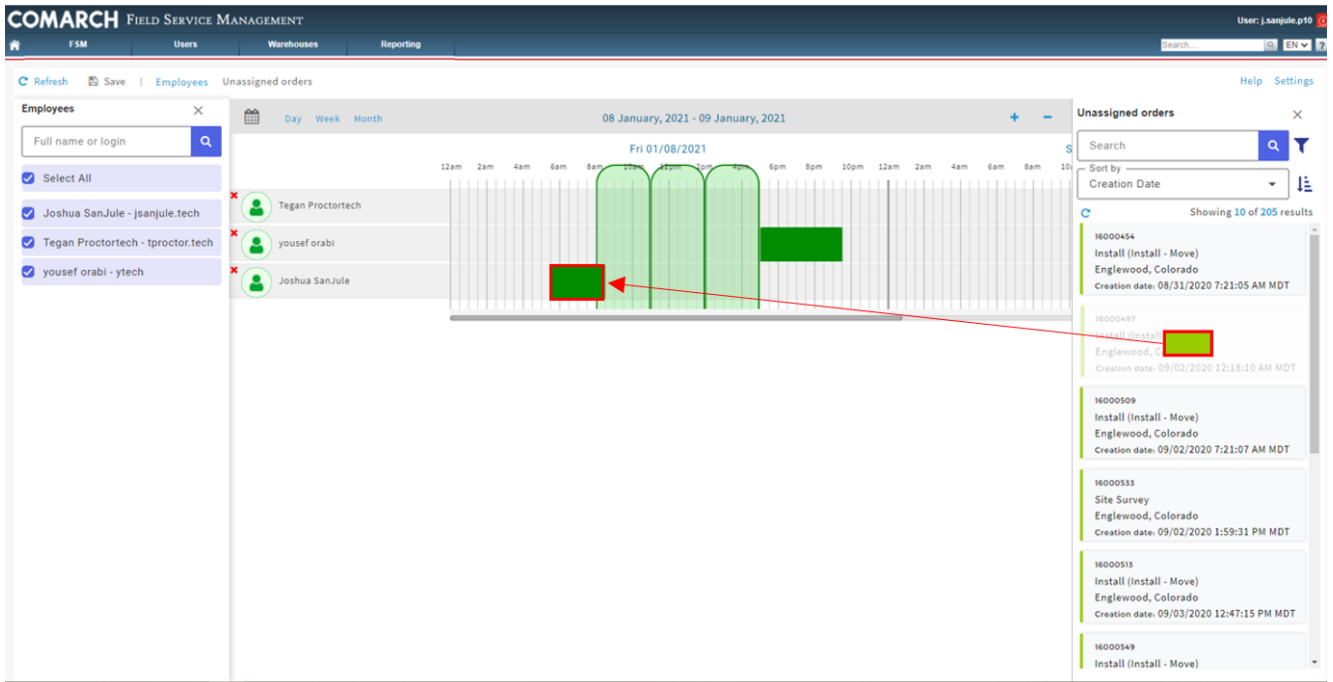 COMARCH FIELD SERVICE MANAGEMENT
User: j.sanjule.p10
FSM Users Warehouses Reporting
Search... EN ?
Refresh Save | Employees Unassigned orders
Help Settings
Employees
Full name or login
Select All
Joshua SanJule - jsanjule.tech
Tegan Proctortech - tproctor.tech
yousef orabi - ytech
Day Week Month
08 January, 2021 - 09 January, 2021
+ -
Fri 01/08/2021
S
12am 2am 4am 6am 8am 10am 12pm 2pm 4pm 6pm 8pm 10pm 12am 2am 4am 6am 8am
Tegan Proctortech
yousef orabi
Joshua SanJule
Unassigned orders
Search
Sort by
Creation Date
Showing 10 of 205 results
16000454
Install (Install - Move)
Englewood, Colorado
Creation date: 08/31/2020 7:21:05 AM MDT
16000497
Install (Install
Englewood, C
Creation date: 09/02/2020 12:18:10 AM MDT
16000509
Install (Install - Move)
Englewood, Colorado
Creation date: 09/02/2020 7:21:07 AM MDT
16000533
Site Survey
Englewood, Colorado
Creation date: 09/02/2020 1:59:31 PM MDT
16000513
Install (Install - Move)
Englewood, Colorado
Creation date: 09/03/2020 12:47:15 PM MDT
16000549
Install (Install - Move)